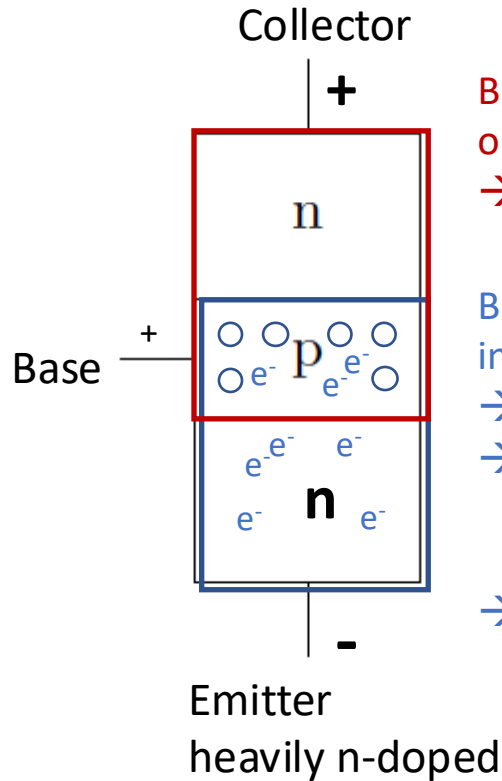 Collector
+
B
o
→
n
B
in
→
→
+
Base
p
e⁻ e⁻ e⁻
e⁻ e⁻ e⁻
n
e⁻ e⁻
→
-
Emitter
heavily n-doped